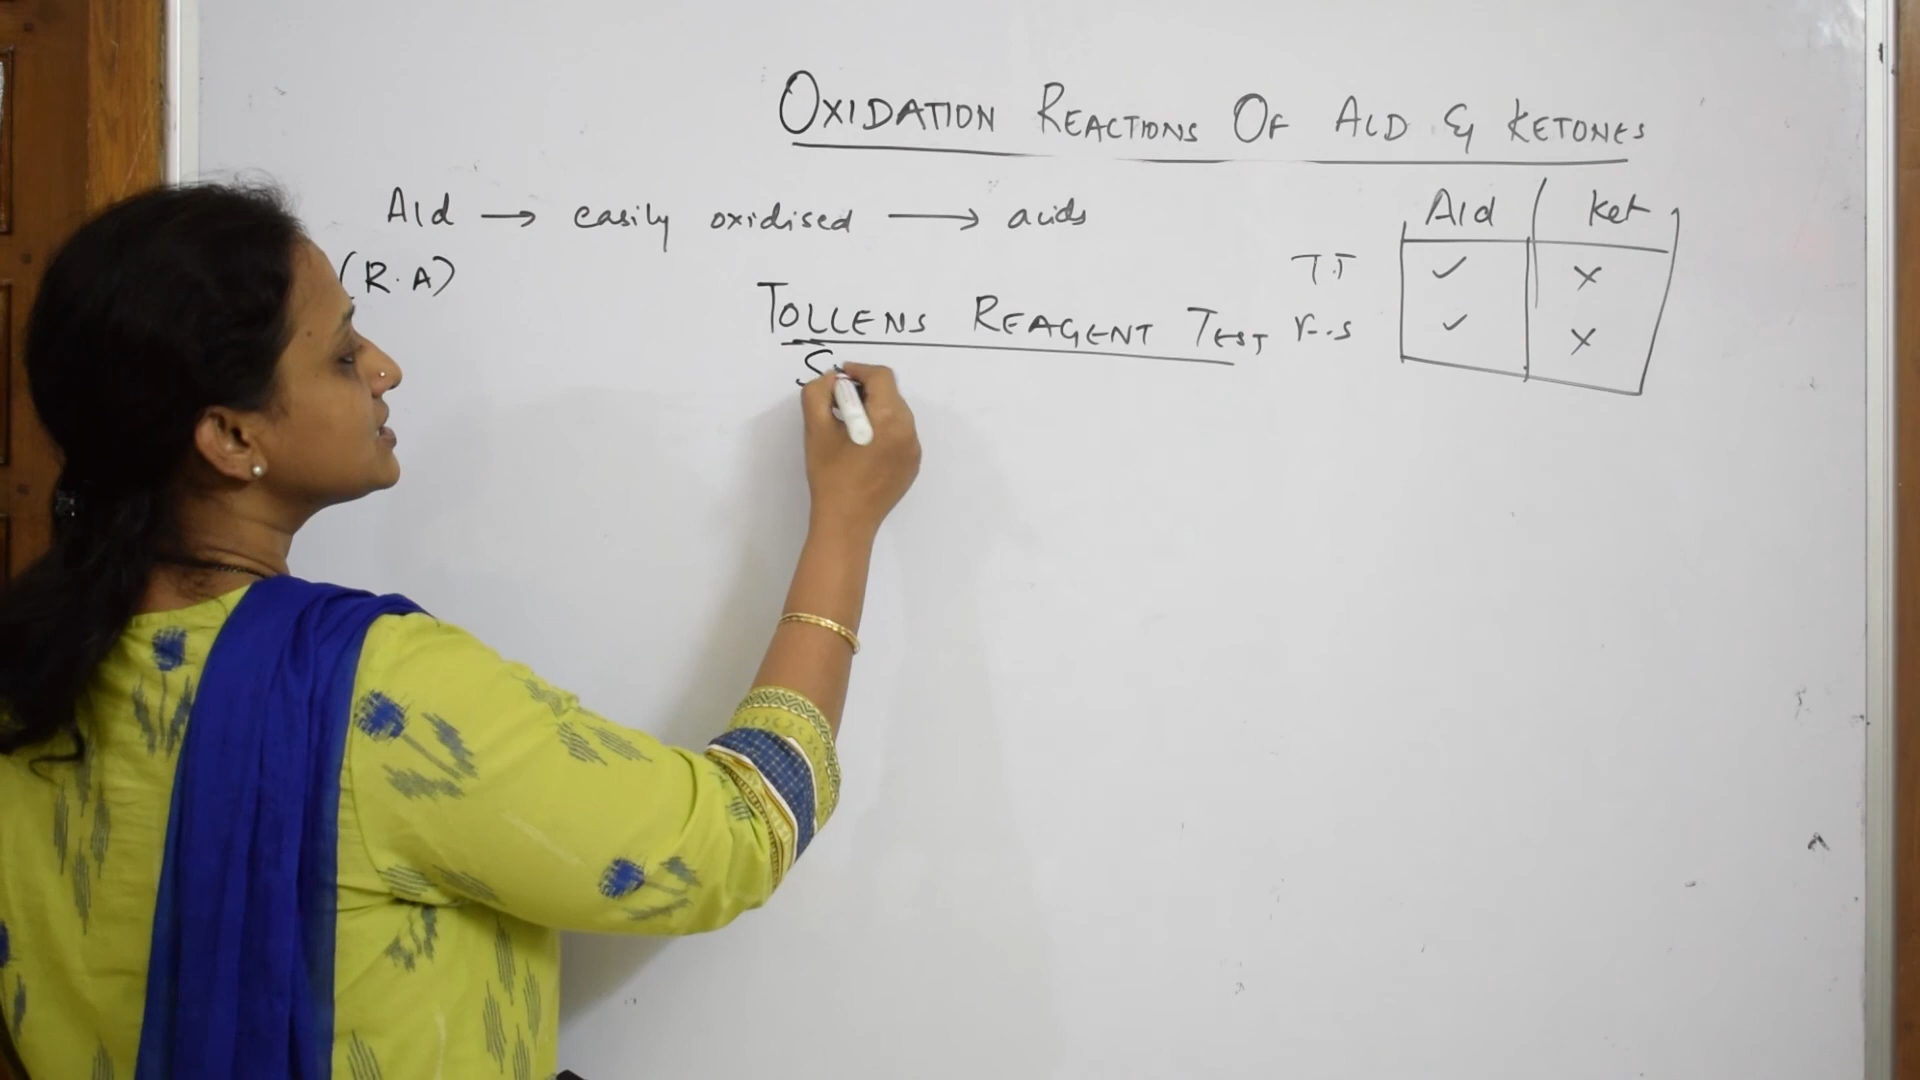 OXIDATION REACTIONS OF ALD & KETONES
Ald → easily oxidised → acids
(R.A)
Ald Ket
T.T ✓ ×
F.S ✓ ×
TOLLENS REAGENT TEST
S